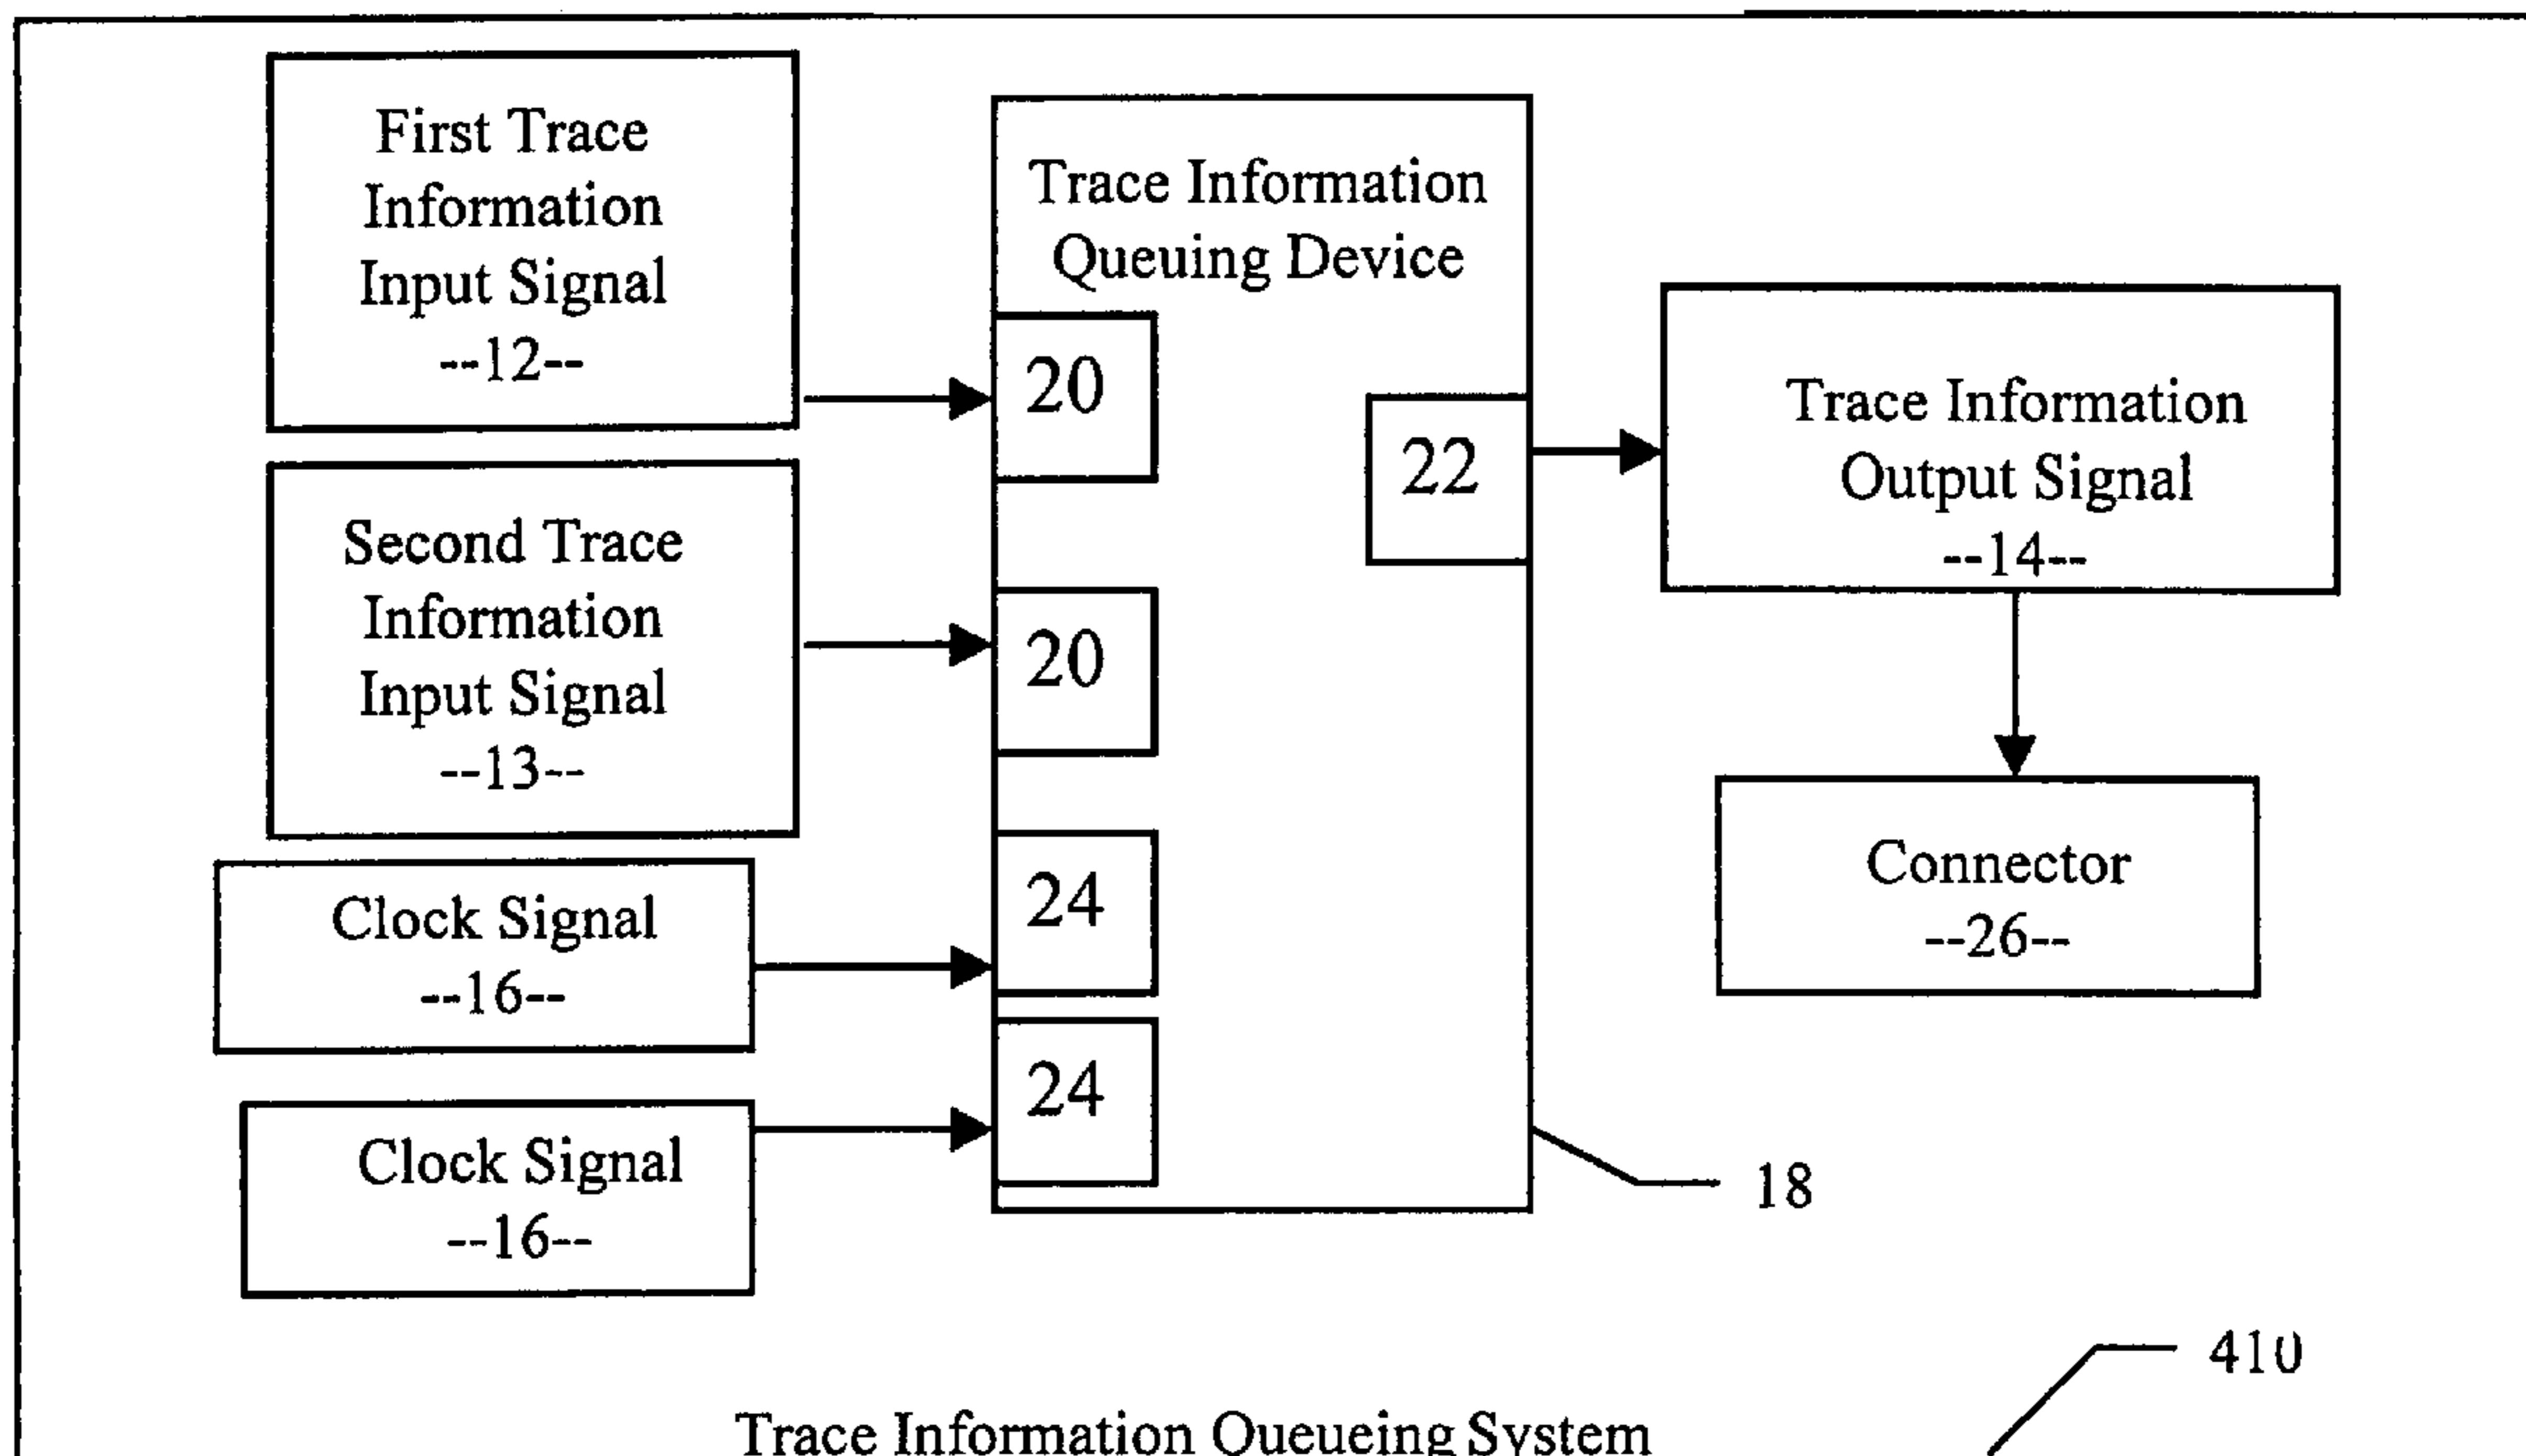 First Trace
Information
Input Signal
--12--
Second Trace
Information
Input Signal
--13--
Clock Signal
--16--
Clock Signal
--16--
Trace Information
Queuing Device
20
20
24
24
22
18
Trace Information
Output Signal
--14--
Connector
--26--
410
Trace Information Queueing System